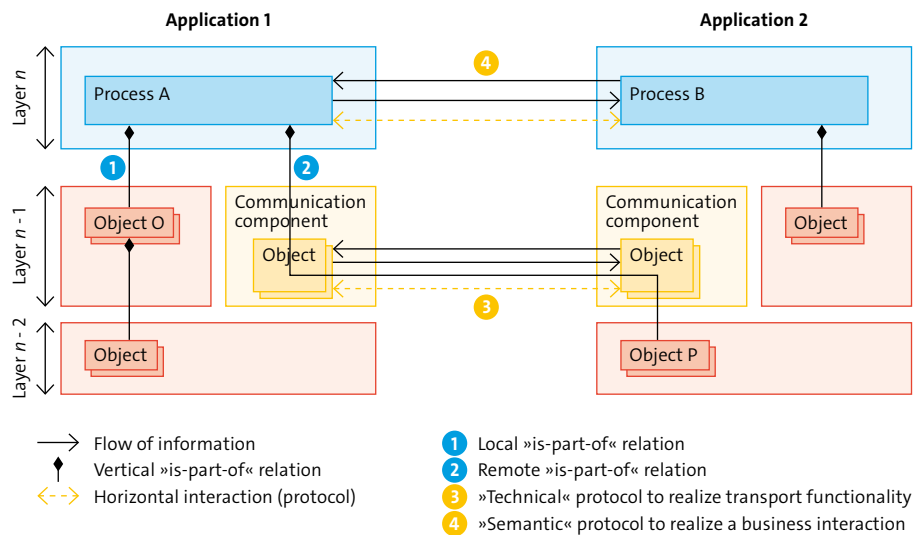 Application 1
Application 2
Layer n
4
Process A
Process B
1
2
Layer n - 1
Object O
Communication
component
Object
Communication
component
Object
Object
3
Layer n - 2
Object
Object P
Flow of information
Vertical »is-part-of« relation
Horizontal interaction (protocol)
1 Local »is-part-of« relation
2 Remote »is-part-of« relation
3 »Technical« protocol to realize transport functionality
4 »Semantic« protocol to realize a business interaction